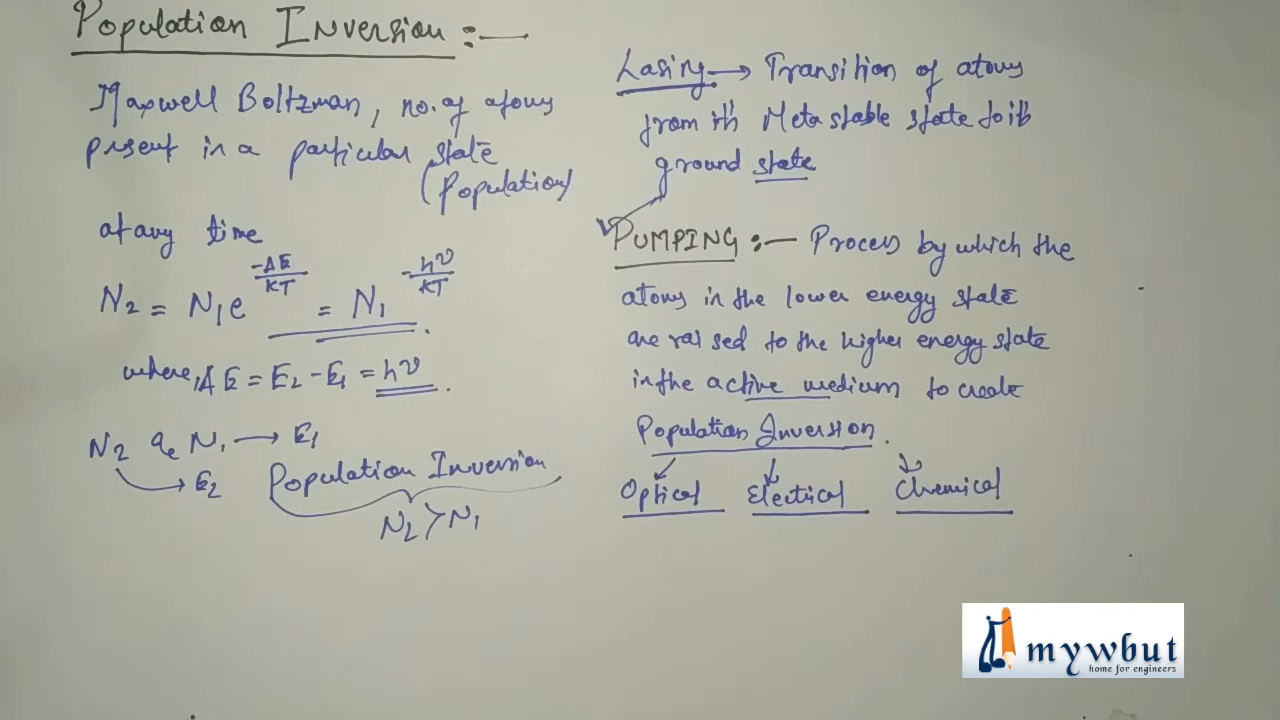 Population Inversion :—
Maxwell Boltzman, no. of atoms
present in a particular state
(Population)
at any time
N₂ = N₁e^(-ΔE/KT) = N₁^(-hν/KT).
where, ΔE = E₂ - E₁ = hν.
N₂ & N₁ → E₁
→ E₂
Population Inversion
N₂ > N₁
Lasing → Transition of atoms
from its Metastable state to its
ground state
PUMPING :— Process by which the
atoms in the lower energy state
are raised to the higher energy state
in the active medium to create
Population Inversion.
Optical Electrical Chemical
mywbut
home for engineers